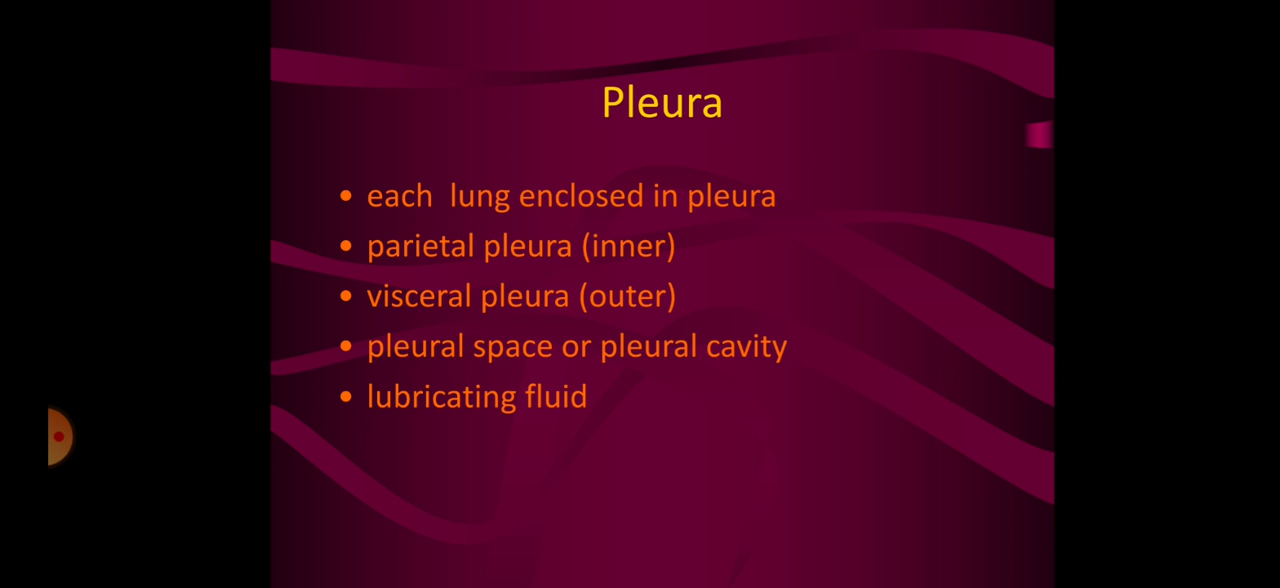 Pleura
• each  lung enclosed in pleura
• parietal pleura (inner)
• visceral pleura (outer)
• pleural space or pleural cavity
• lubricating fluid